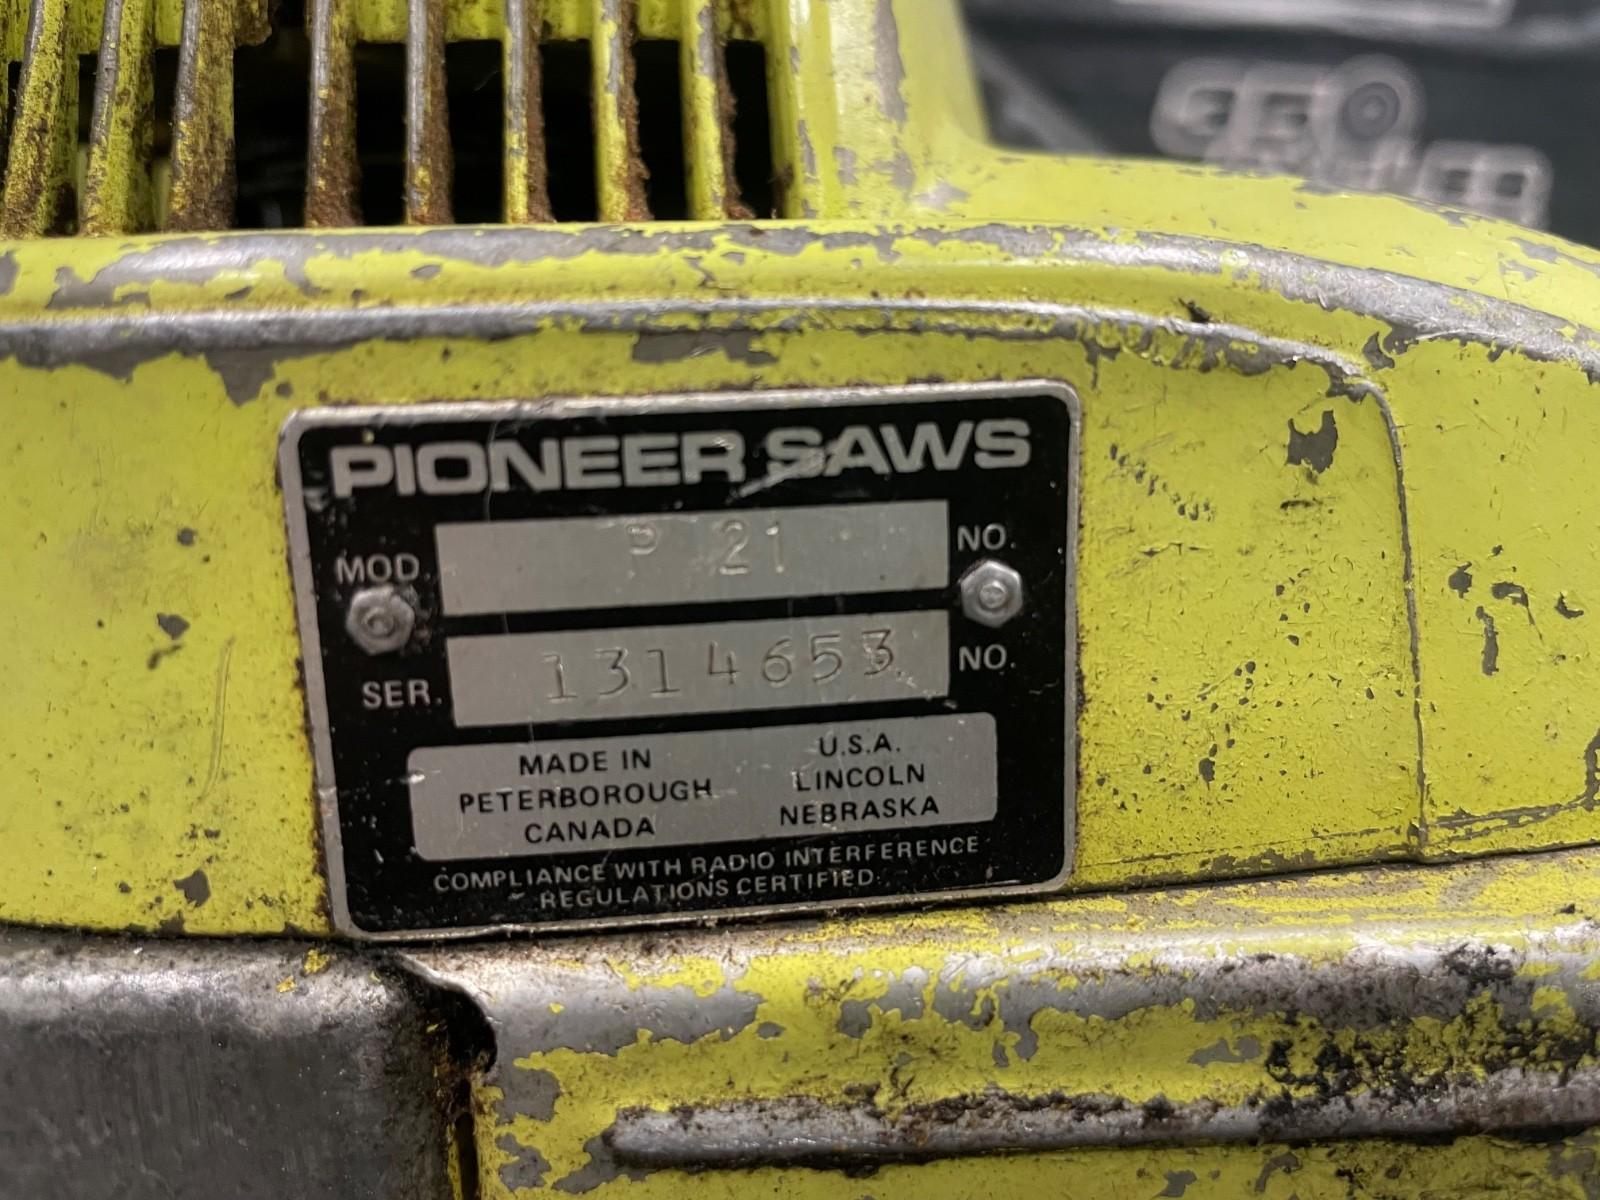 PIONEER SAWS
MOD. P 21 NO.
SER. 1314653 NO.
MADE IN
PETERBOROUGH
CANADA
U.S.A.
LINCOLN
NEBRASKA
COMPLIANCE WITH RADIO INTERFERENCE
REGULATIONS CERTIFIED.